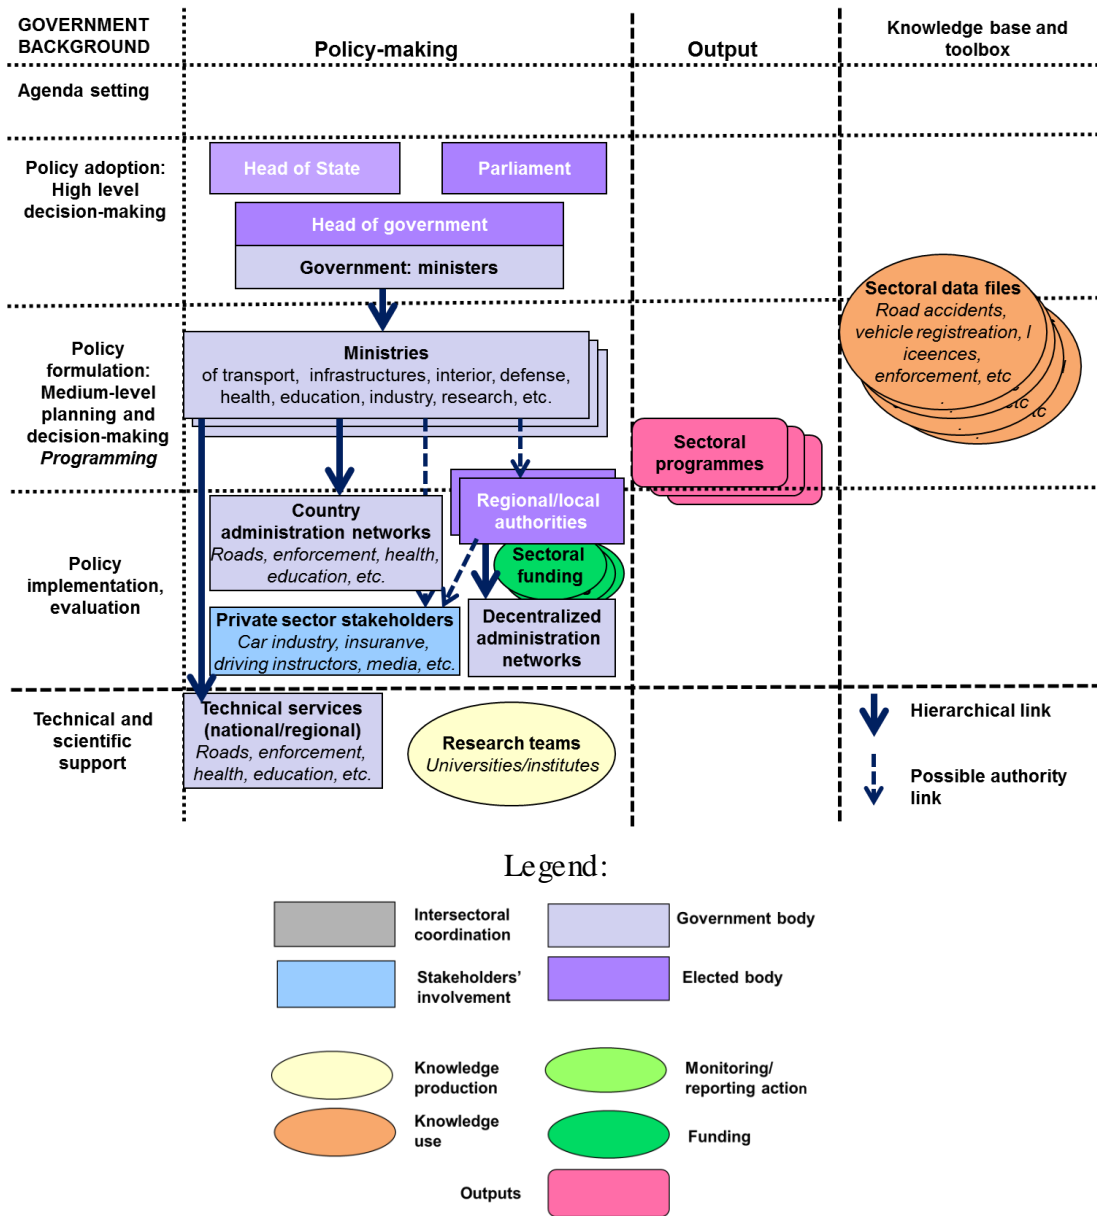 GOVERNMENT
BACKGROUND
Policy-making
Output
Knowledge base and
toolbox
Agenda setting
Policy adoption:
High level
decision-making
Head of State
Parliament
Head of government
Government: ministers
Sectoral data files
Road accidents,
vehicle registreation, l
iceences,
enforcement, etc
Policy
formulation:
Medium-level
planning and
decision-making
Programming
Ministries
of transport, infrastructures, interior, defense,
health, education, industry, research, etc.
Sectoral
programmes
Policy
implementation,
evaluation
Country
administration networks
Roads, enforcement, health,
education, etc.
Regional/local
authorities
Sectoral
funding
Private sector stakeholders
Car industry, insuranve,
driving instructors, media, etc.
Decentralized
administration
networks
Technical and
scientific
support
Technical services
(national/regional)
Roads, enforcement,
health, education, etc.
Research teams
Universities/institutes
Hierarchical link
Possible authority
link
Legend:
Intersectoral
coordination
Government body
Stakeholders'
involvement
Elected body
Knowledge
production
Monitoring/
reporting action
Knowledge
use
Funding
Outputs